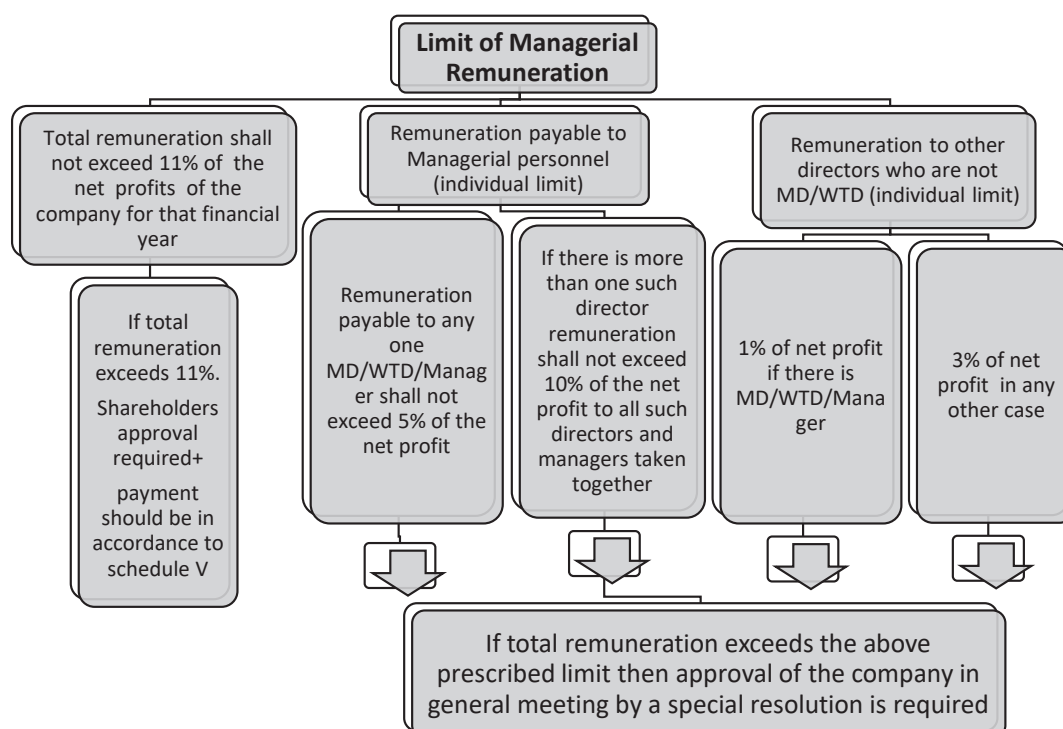 Limit of Managerial
Remuneration
Total remuneration shall
not exceed 11% of the
net profits of the
company for that financial
year
If total
remuneration
exceeds 11%.
Shareholders
approval
required+
payment
should be in
accordance to
schedule V
Remuneration payable to
Managerial personnel
(individual limit)
Remuneration
payable to any
one
MD/WTD/Manag
er shall not
exceed 5% of the
net profit
If there is more
than one such
director
remuneration
shall not exceed
10% of the net
profit to all such
directors and
managers taken
together
Remuneration to other
directors who are not
MD/WTD (individual limit)
1% of net profit
if there is
MD/WTD/Mana
ger
3% of net
profit in any
other case
If total remuneration exceeds the above
prescribed limit then approval of the company in
general meeting by a special resolution is required